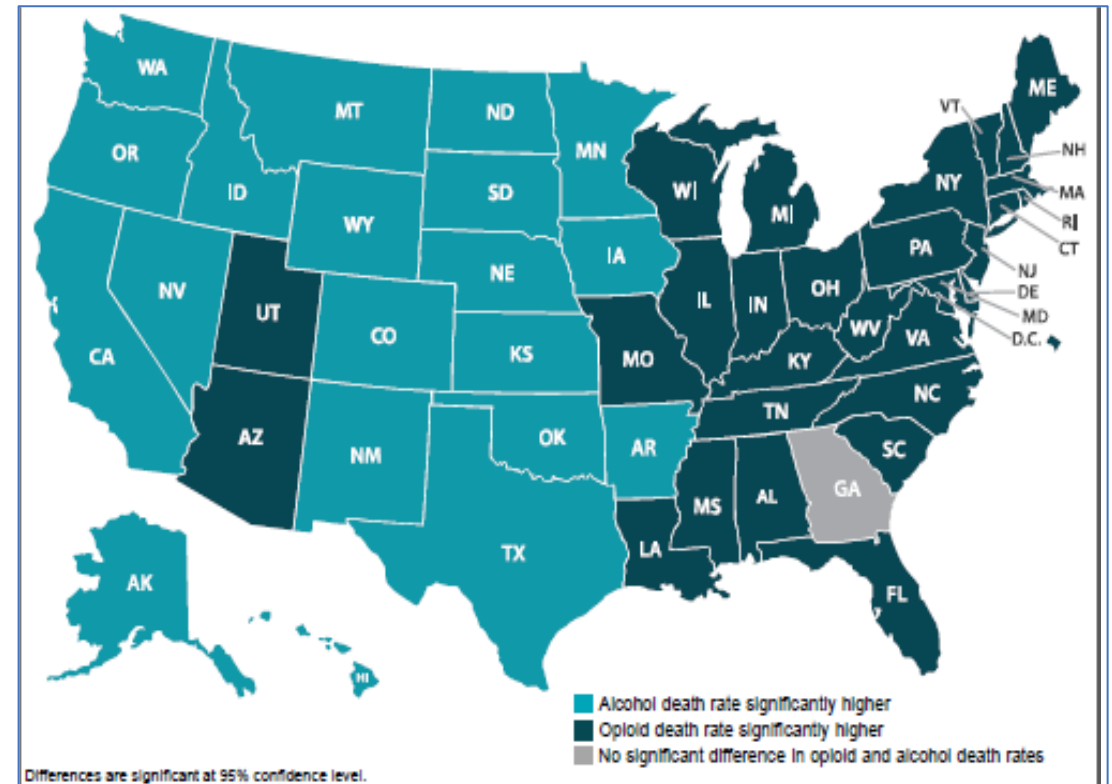 WA
MT
ND
MN
OR
ID
SD
WY
WI
MI
ME
VT
NH
NY
MA
RI
CT
NE
IA
PA
NJ
DE
MD
D.C.
NV
UT
CO
KS
IL
IN
OH
WV
VA
CA
MO
KY
NC
TN
AZ
NM
OK
AR
SC
GA
MS
AL
TX
LA
FL
AK
HI
Alcohol death rate significantly higher
Opioid death rate significantly higher
No significant difference in opioid and alcohol death rates
Differences are significant at 95% confidence level.